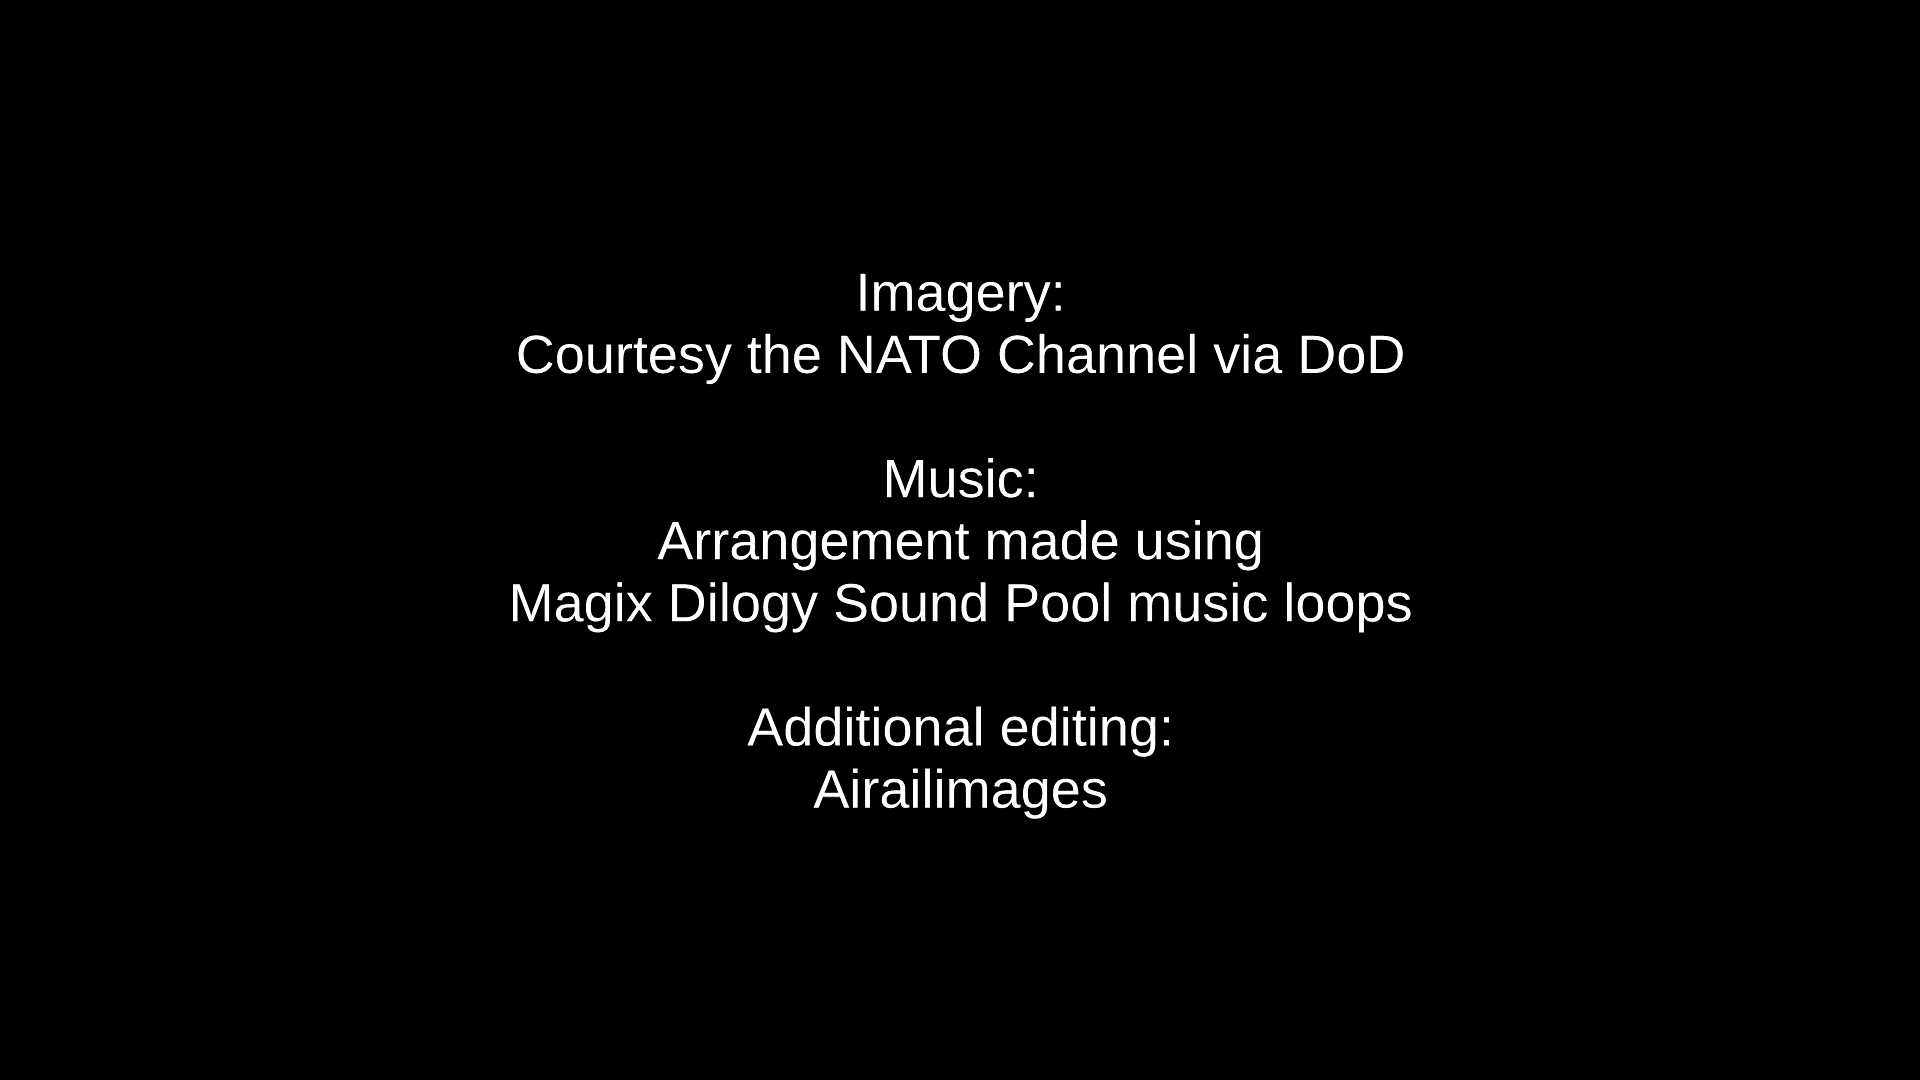 Imagery:
Courtesy the NATO Channel via DoD
Music:
Arrangement made using
Magix Dilogy Sound Pool music loops
Additional editing:
Airailimages